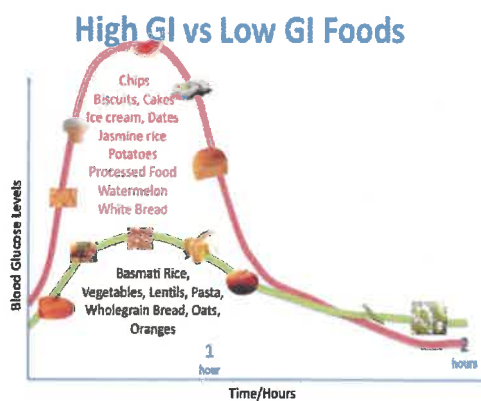 High GI vs Low GI Foods
Chips
Biscuits, Cakes
Ice cream, Dates
Jasmine rice
Potatoes
Processed Food
Watermelon
White Bread
Blood Glucose Levels
Basmati Rice,
Vegetables, Lentils, Pasta,
Wholegrain Bread, Oats,
Oranges
1
hour
2
hours
Time/Hours